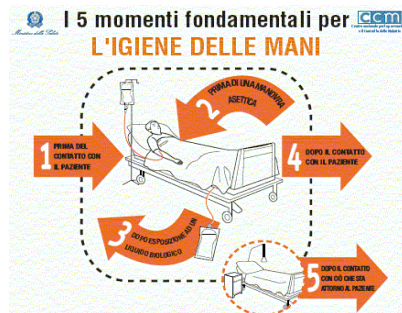 Ministero della Salute
I 5 momenti fondamentali per
L'IGIENE DELLE MANI
ccm
1
PRIMA DEL
CONTATTO CON
IL PAZIENTE
2
PRIMA DI UNA MANOVRA
ASETTICA
3
DOPO ESPOSIZIONE AD UN
LIQUIDO BIOLOGICO
4
DOPO IL CONTATTO
CON IL PAZIENTE
5
DOPO IL CONTATTO
CON CIÒ CHE STA
ATTORNO AL PAZIENTE